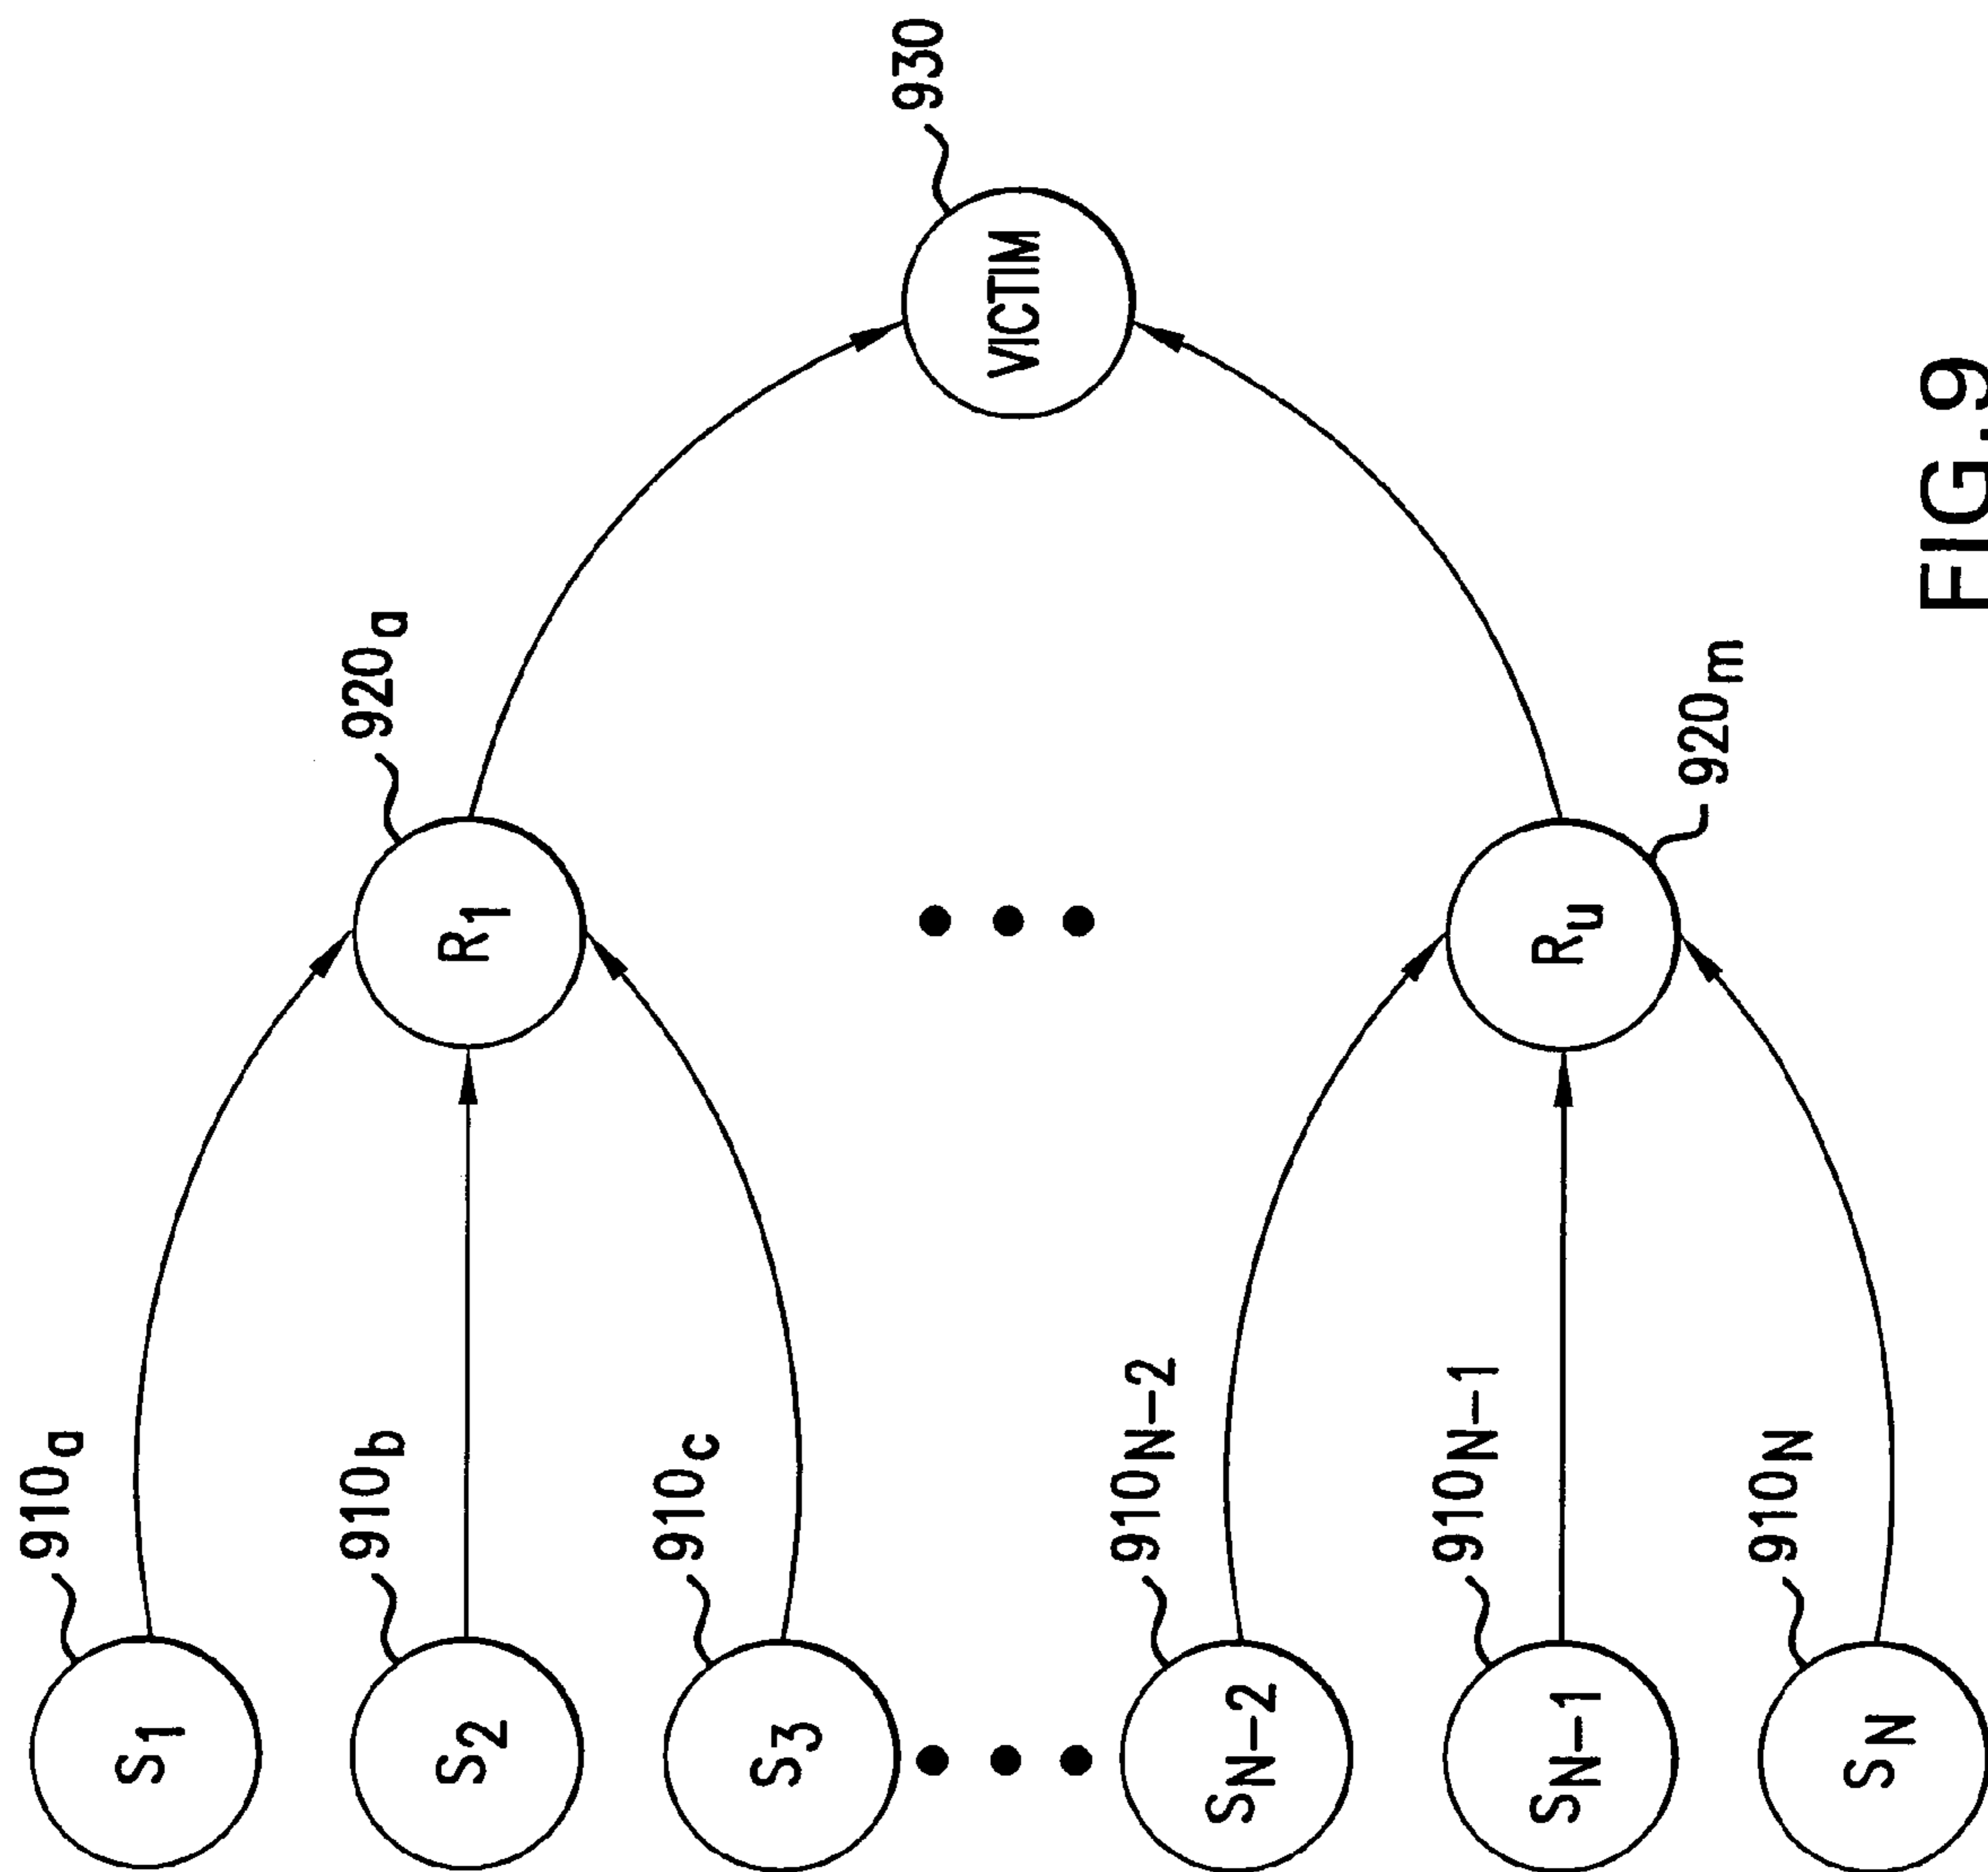 910a
S1
910b
S2
910c
S3
910N-2
SN-2
910N-1
SN-1
910N
SN
920a
R1
920m
Ru
930
VICTIM
FIG.9